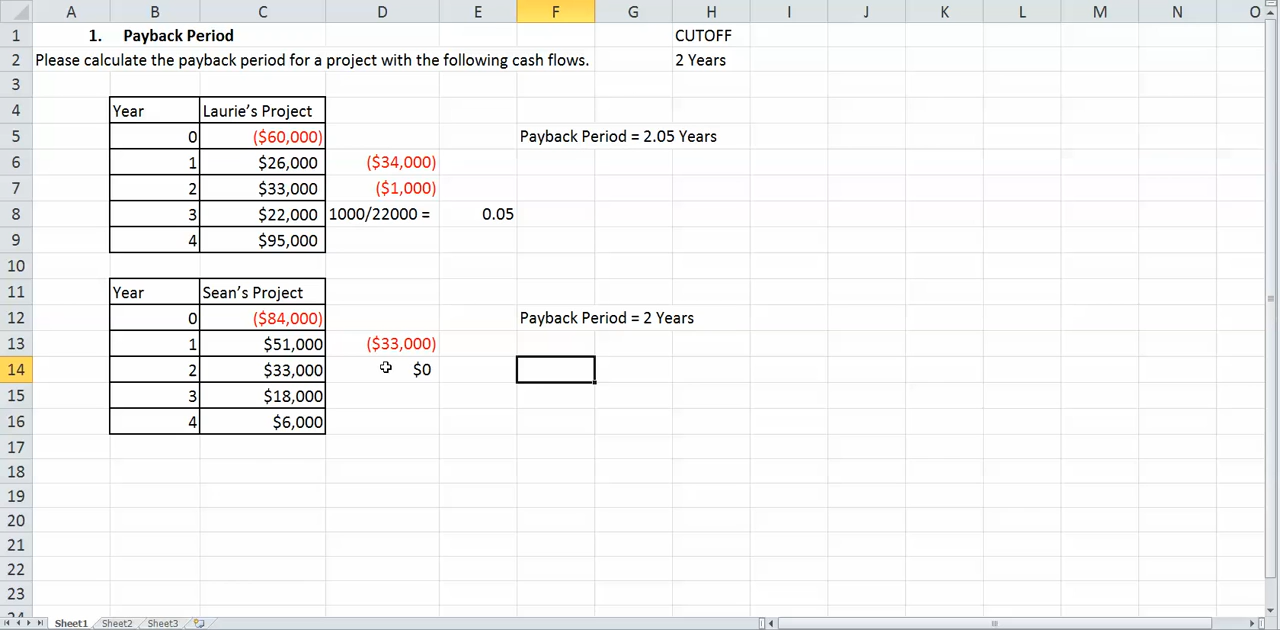 A B C D E F G H I J K L M N O
1 1. Payback Period CUTOFF
2 Please calculate the payback period for a project with the following cash flows. 2 Years
3
4 Year Laurie’s Project
5 0 ($60,000) Payback Period = 2.05 Years
6 1 $26,000 ($34,000)
7 2 $33,000 ($1,000)
8 3 $22,000 1000/22000 = 0.05
9 4 $95,000
10
11 Year Sean’s Project
12 0 ($84,000) Payback Period = 2 Years
13 1 $51,000 ($33,000)
14 2 $33,000 $0
15 3 $18,000
16 4 $6,000
17
18
19
20
21
22
23
24
Sheet1 Sheet2 Sheet3